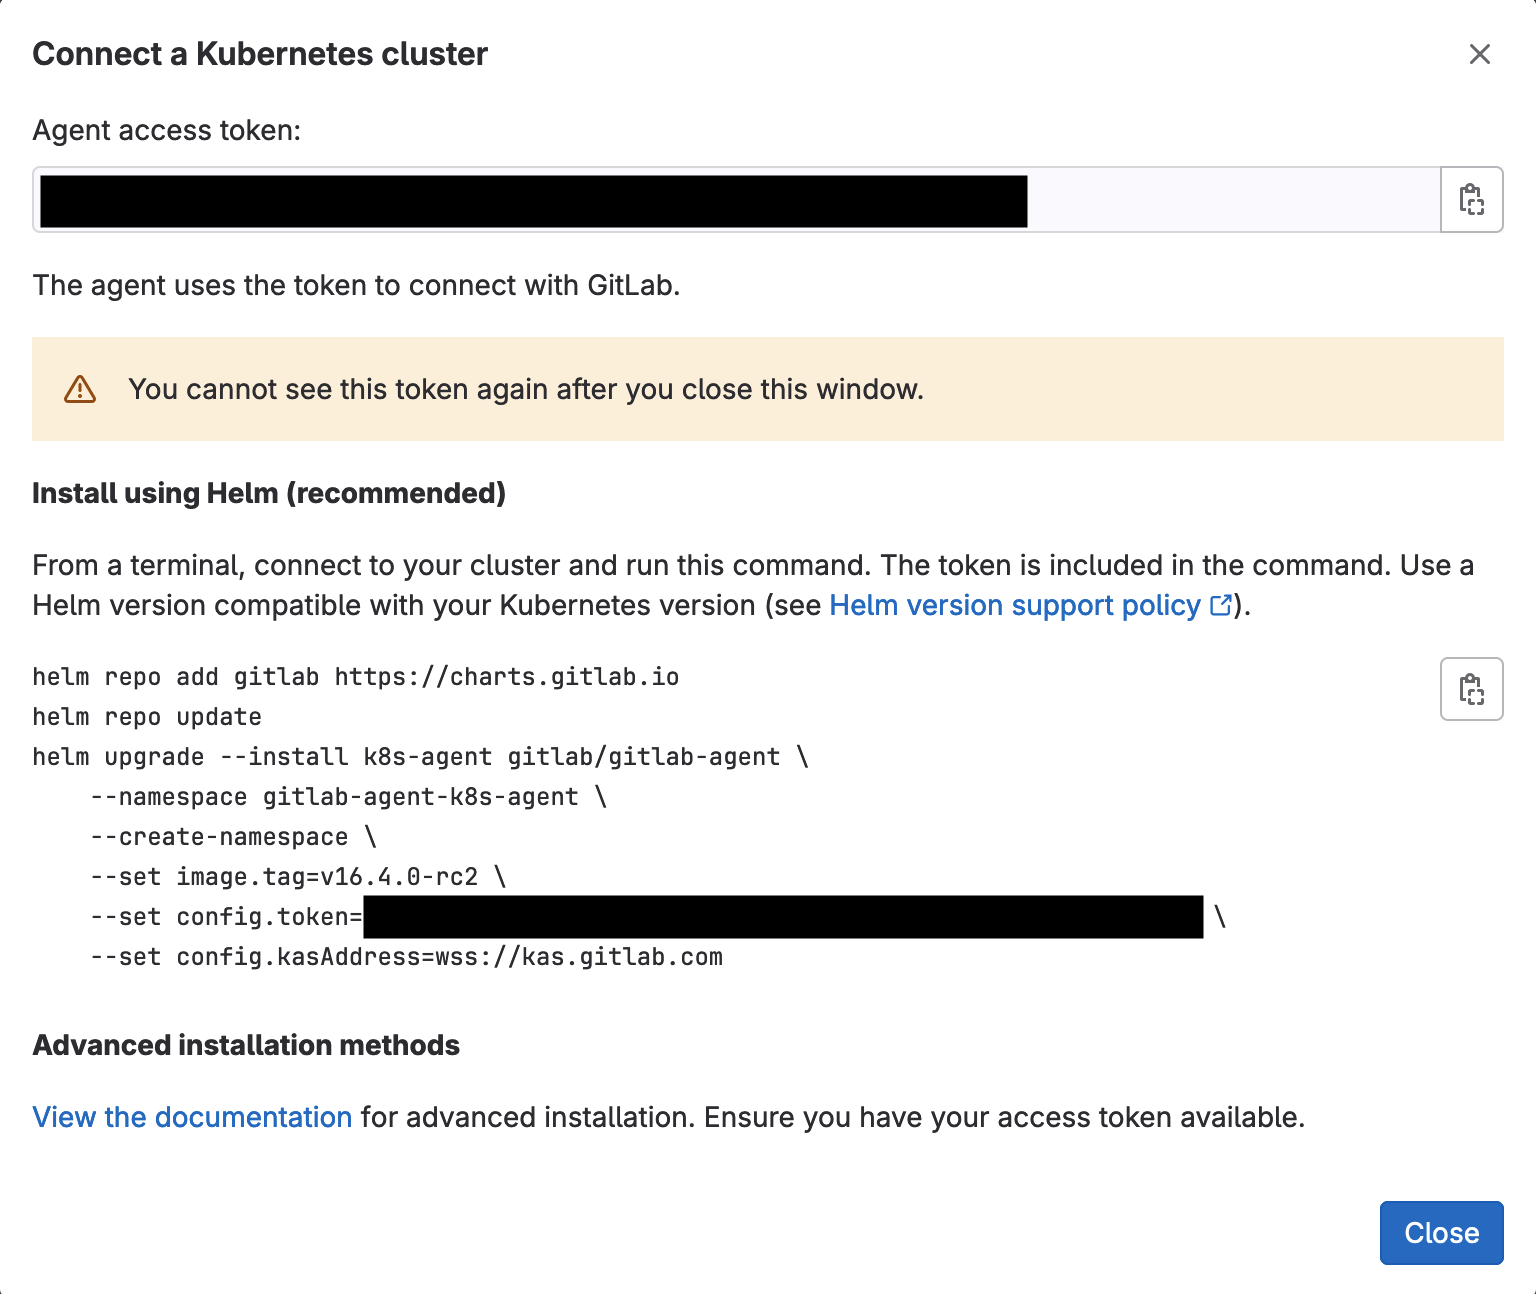 Connect a Kubernetes cluster
Agent access token:
The agent uses the token to connect with GitLab.
You cannot see this token again after you close this window.
Install using Helm (recommended)
From a terminal, connect to your cluster and run this command. The token is included in the command. Use a
Helm version compatible with your Kubernetes version (see Helm version support policy).
helm repo add gitlab https://charts.gitlab.io
helm repo update
helm upgrade --install k8s-agent gitlab/gitlab-agent \
    --namespace gitlab-agent-k8s-agent \
    --create-namespace \
    --set image.tag=v16.4.0-rc2 \
    --set config.token= \
    --set config.kasAddress=wss://kas.gitlab.com
Advanced installation methods
View the documentation for advanced installation. Ensure you have your access token available.
Close